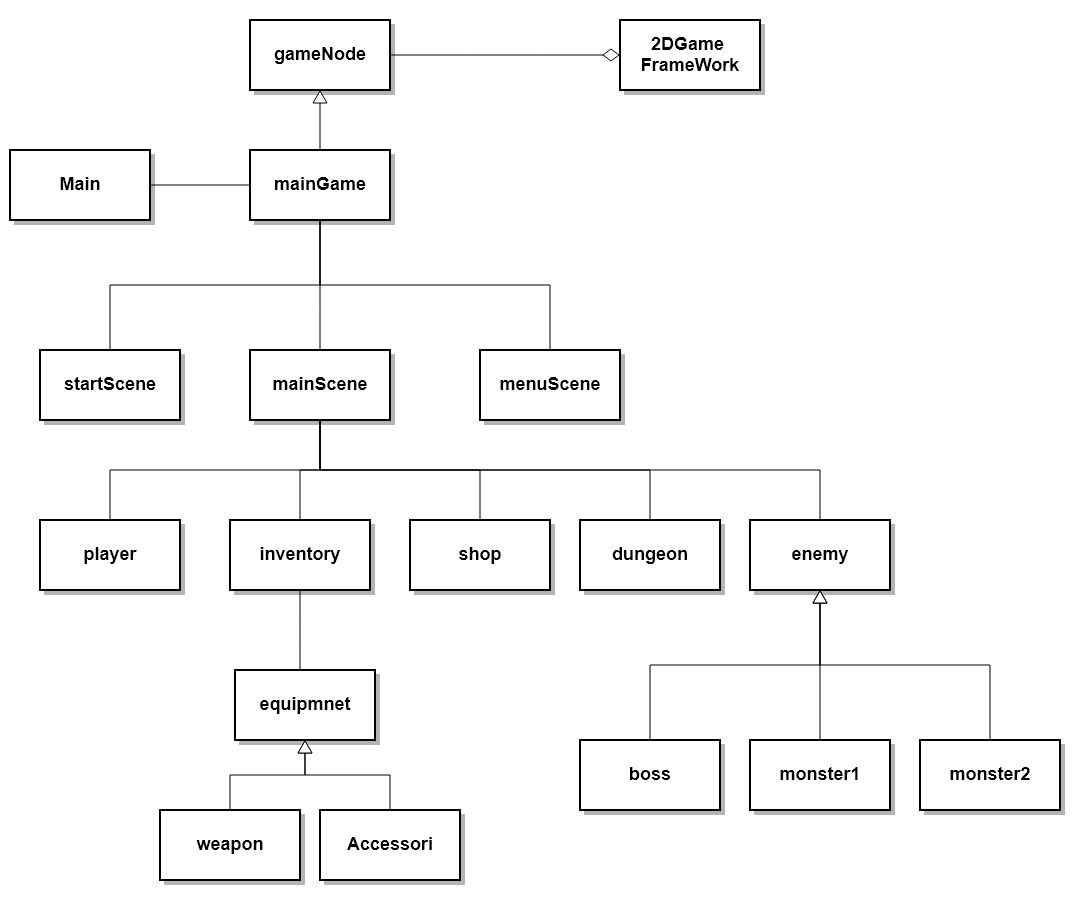 gameNode
2DGame
FrameWork
Main
mainGame
startScene
mainScene
menuScene
player
inventory
shop
dungeon
enemy
equipmnet
boss
monster1
monster2
weapon
Accessori